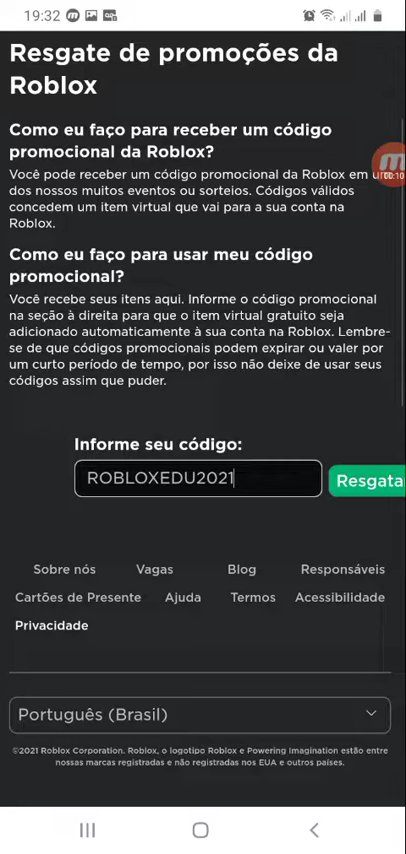 19:32
Resgate de promoções da
Roblox
Como eu faço para receber um código
promocional da Roblox?
Você pode receber um código promocional da Roblox em um
dos nossos muitos eventos ou sorteios. Códigos válidos
concedem um item virtual que vai para a sua conta na
Roblox.
00:10
Como eu faço para usar meu código
promocional?
Você recebe seus itens aqui. Informe o código promocional
na seção à direita para que o item virtual gratuito seja
adicionado automaticamente à sua conta na Roblox. Lembre-
se de que códigos promocionais podem expirar ou valer por
um curto período de tempo, por isso não deixe de usar seus
códigos assim que puder.
Informe seu código:
ROBLOXEDU2021
Resgata
Sobre nós Vagas Blog Responsáveis
Cartões de Presente Ajuda Termos Acessibilidade
Privacidade
Português (Brasil)
©2021 Roblox Corporation. Roblox, o logotipo Roblox e Powering Imagination estão entre
nossas marcas registradas e não registradas nos EUA e outros países.